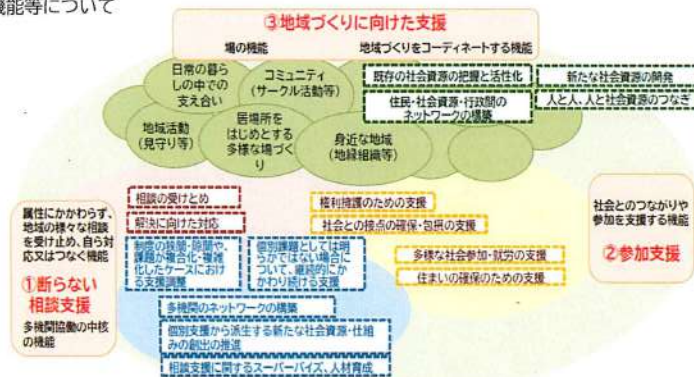 機能等について
③地域づくりに向けた支援
場の機能
地域づくりをコーディネートする機能
日常の暮ら
しの中での
支え合い
コミュニティ
(サークル活動等)
地域活動
(見守り等)
居場所を
はじめとする
多様な場づく
り
身近な地域
(地縁組織等)
既存の社会資源の把握と活性化
新たな社会資源の開発
住民・社会資源・行政間の
ネットワークの構築
人と人、人と社会資源のつなぎ
属性にかかわらず、
地域の様々な相談
を受け止め、自ら対
応又はつなぐ機能
①断らない
相談支援
多機関協働の中核
の機能
相談の受けとめ
解決に向けた対応
制度の狭間・隙間や、
課題が複合化・複雑
化したケースにおけ
る支援調整
個別課題としては明
らかではない場合に
ついて、継続的にか
かわり続ける支援
多機関のネットワークの構築
個別支援から派生する新たな社会資源・仕組
みの創出の推進
相談支援に関するスーパーバイズ、人材育成
権利擁護のための支援
社会との接点の確保・包摂の支援
多様な社会参加・就労の支援
住まいの確保のための支援
社会とのつながりや
参加を支援する機能
②参加支援